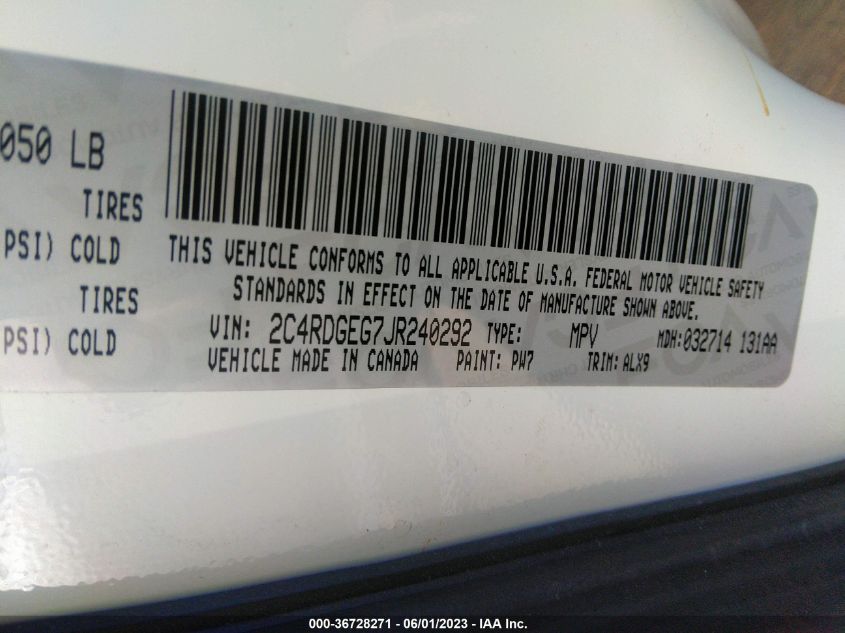 050 LB
TIRES
PSI) COLD
TIRES
PSI) COLD
THIS VEHICLE CONFORMS TO ALL APPLICABLE U.S.A. FEDERAL MOTOR VEHICLE SAFETY
STANDARDS IN EFFECT ON THE DATE OF MANUFACTURE SHOWN ABOVE.
VIN: 2C4RDGEG7JR240292 TYPE: MPV MDH: 032714 131AA
VEHICLE MADE IN CANADA PAINT: PW7 TRIM: ALX9
000-36728271 - 06/01/2023 - IAA Inc.